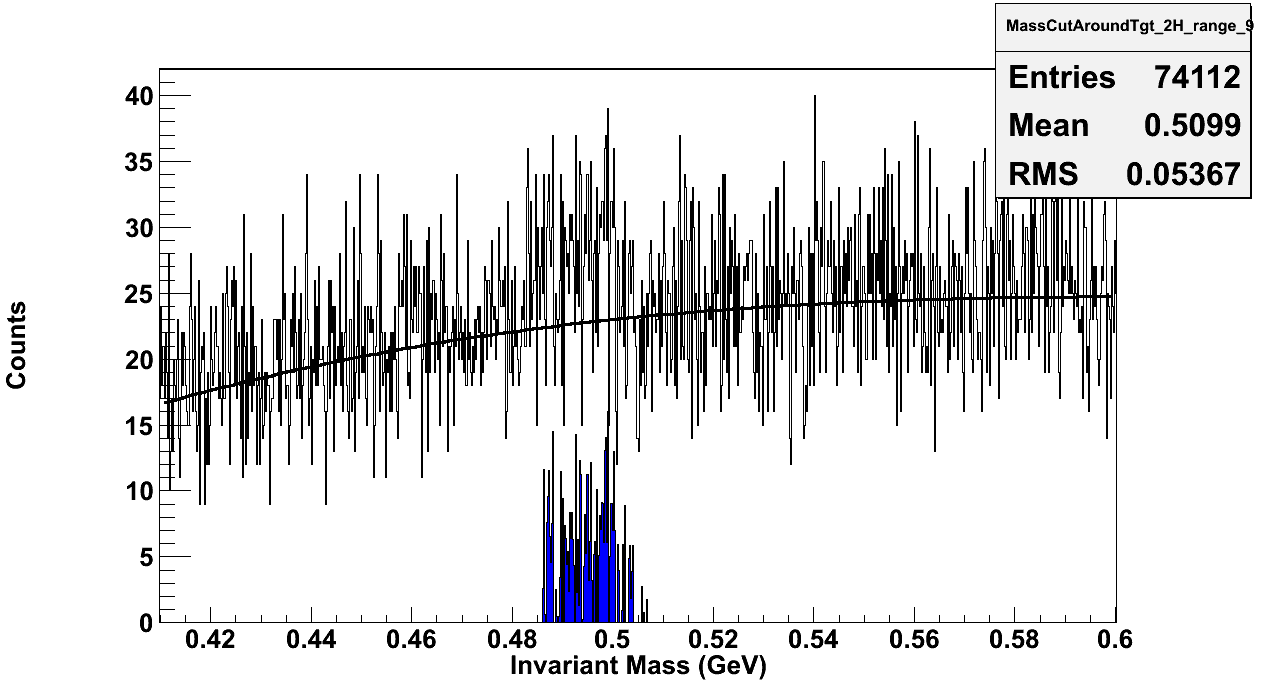 MassCutAroundTgt_2H_range_9
Entries 74112
Mean 0.5099
RMS 0.05367
Counts
40
35
30
25
20
15
10
5
0
0.42 0.44 0.46 0.48 0.5 0.52 0.54 0.56 0.58 0.6
Invariant Mass (GeV)